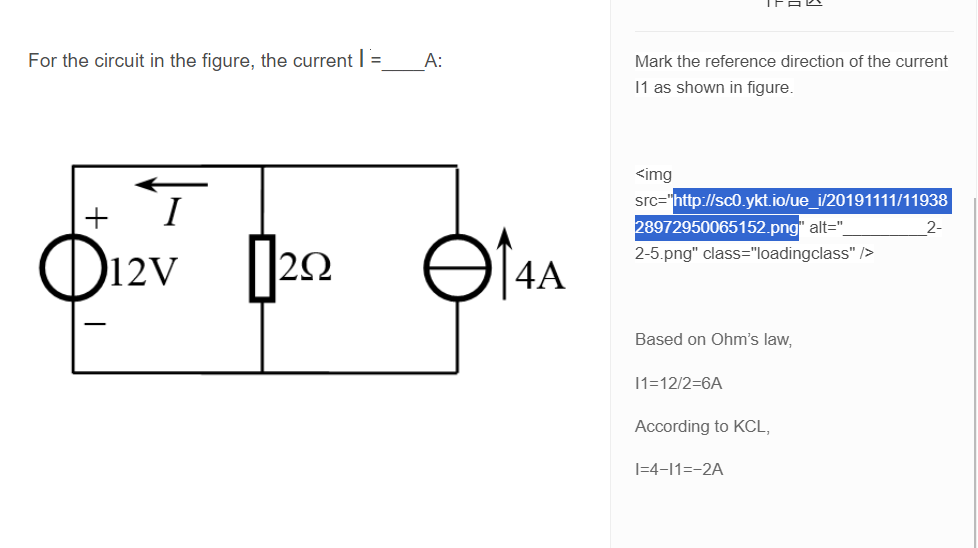 For the circuit in the figure, the current I =____A:
I
+
12V
2Ω
4A
−
Mark the reference direction of the current
I1 as shown in figure.
<img
src="http://sc0.ykt.io/ue_i/20191111/11938
28972950065152.png" alt="_________2-
2-5.png" class="loadingclass" />
Based on Ohm’s law,
I1=12/2=6A
According to KCL,
I=4−I1=−2A